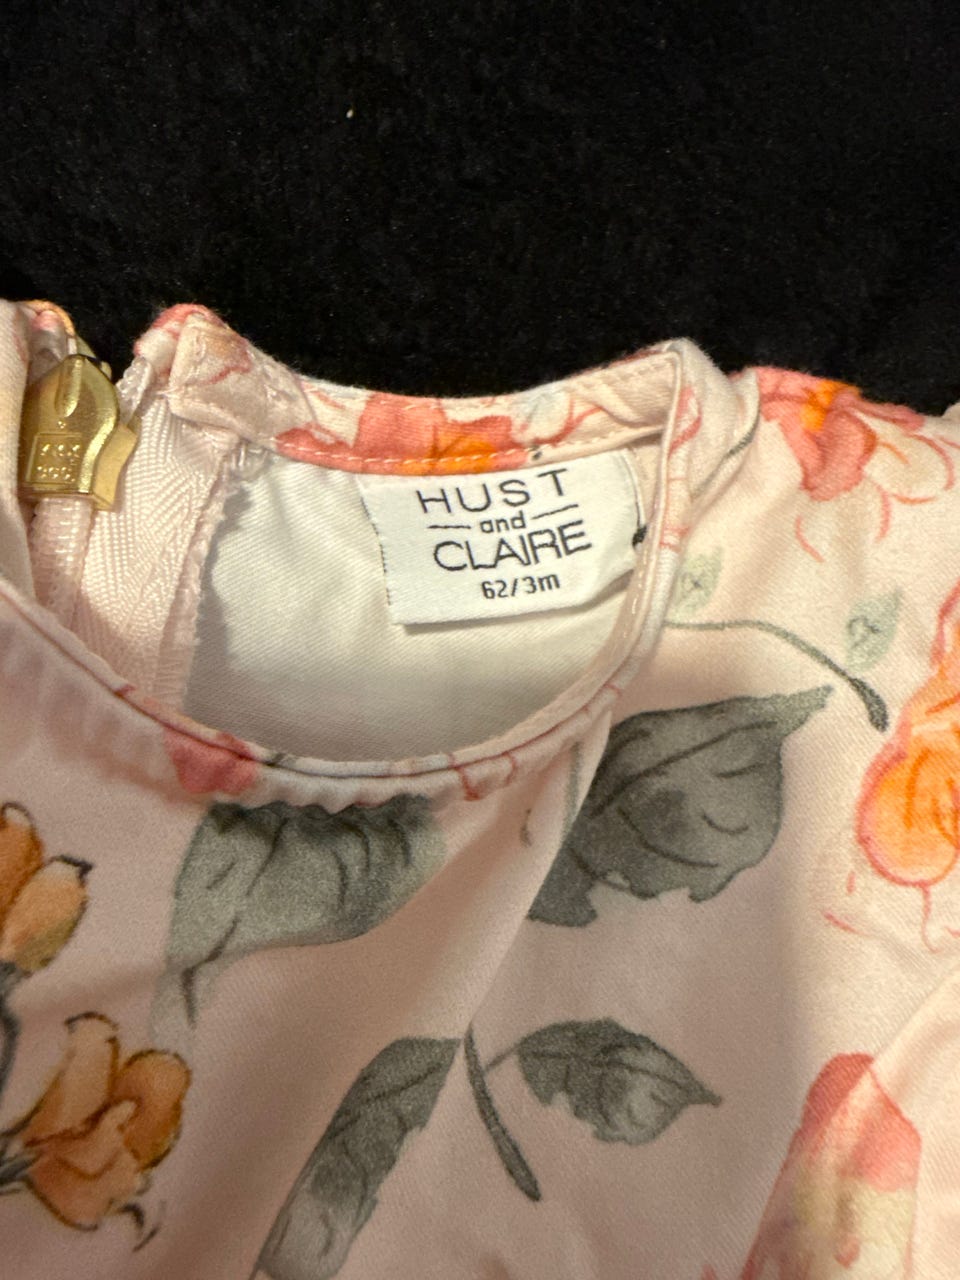 HUST
and
CLAIRE
62/3m